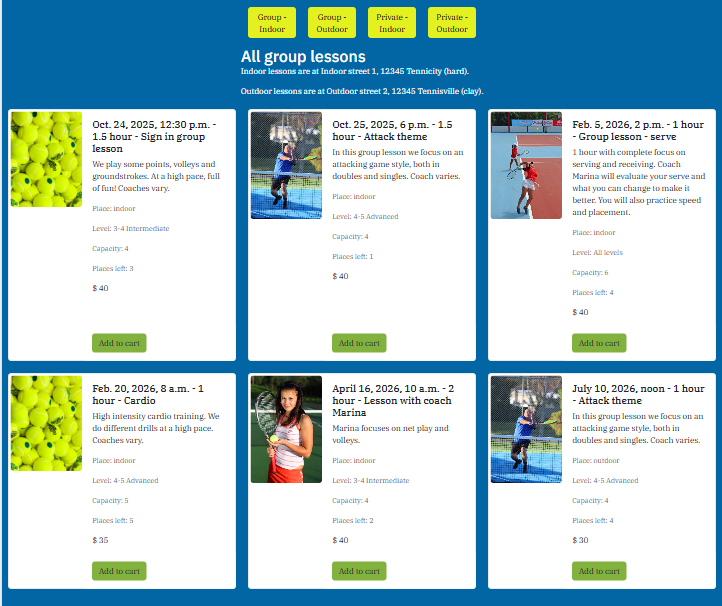 Group - Indoor
Group - Outdoor
Private - Indoor
Private - Outdoor
All group lessons
Indoor lessons are at Indoor street 1, 12345 Tennicity (hard).
Outdoor lessons are at Outdoor street 2, 12345 Tennisville (clay).
Oct. 24, 2025, 12:30 p.m. -
1.5 hour - Sign in group
lesson
We play some points, volleys and
groundstrokes. At a high pace, full
of fun! Coaches vary.
Place: indoor
Level: 3-4 Intermediate
Capacity: 4
Places left: 3
$ 40
Add to cart
Oct. 25, 2025, 6 p.m. - 1.5
hour - Attack theme
In this group lesson we focus on an
attacking game style, both in
doubles and singles. Coach varies.
Place: indoor
Level: 4-5 Advanced
Capacity: 4
Places left: 1
$ 40
Add to cart
Feb. 5, 2026, 2 p.m. - 1 hour
- Group lesson - serve
1 hour with complete focus on
serving and receiving. Coach
Marina will evaluate your serve and
what you can change to make it
better. You will also practice speed
and placement.
Place: indoor
Level: All levels
Capacity: 6
Places left: 4
$ 40
Add to cart
Feb. 20, 2026, 8 a.m. - 1
hour - Cardio
High intensity cardio training. We
do different drills at a high pace.
Coaches vary.
Place: indoor
Level: 4-5 Advanced
Capacity: 5
Places left: 5
$ 35
Add to cart
April 16, 2026, 10 a.m. - 2
hour - Lesson with coach
Marina
Marina focuses on net play and
volleys.
Place: indoor
Level: 3-4 Intermediate
Capacity: 4
Places left: 2
$ 40
Add to cart
July 10, 2026, noon - 1 hour
- Attack theme
In this group lesson we focus on an
attacking game style, both in
doubles and singles. Coach varies.
Place: outdoor
Level: 4-5 Advanced
Capacity: 4
Places left: 4
$ 30
Add to cart